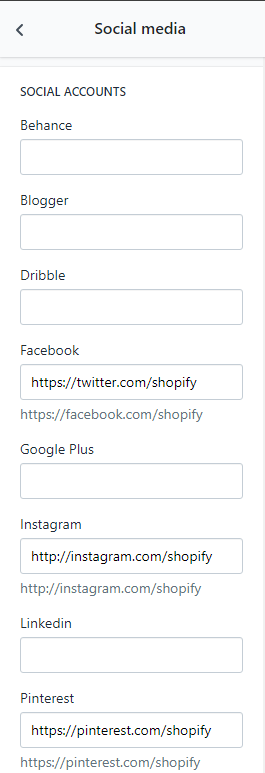 Social media
SOCIAL ACCOUNTS
Behance
Blogger
Dribble
Facebook
https://twitter.com/shopify
https://facebook.com/shopify
Google Plus
Instagram
http://instagram.com/shopify
http://instagram.com/shopify
Linkedin
Pinterest
https://pinterest.com/shopify
https://pinterest.com/shopify